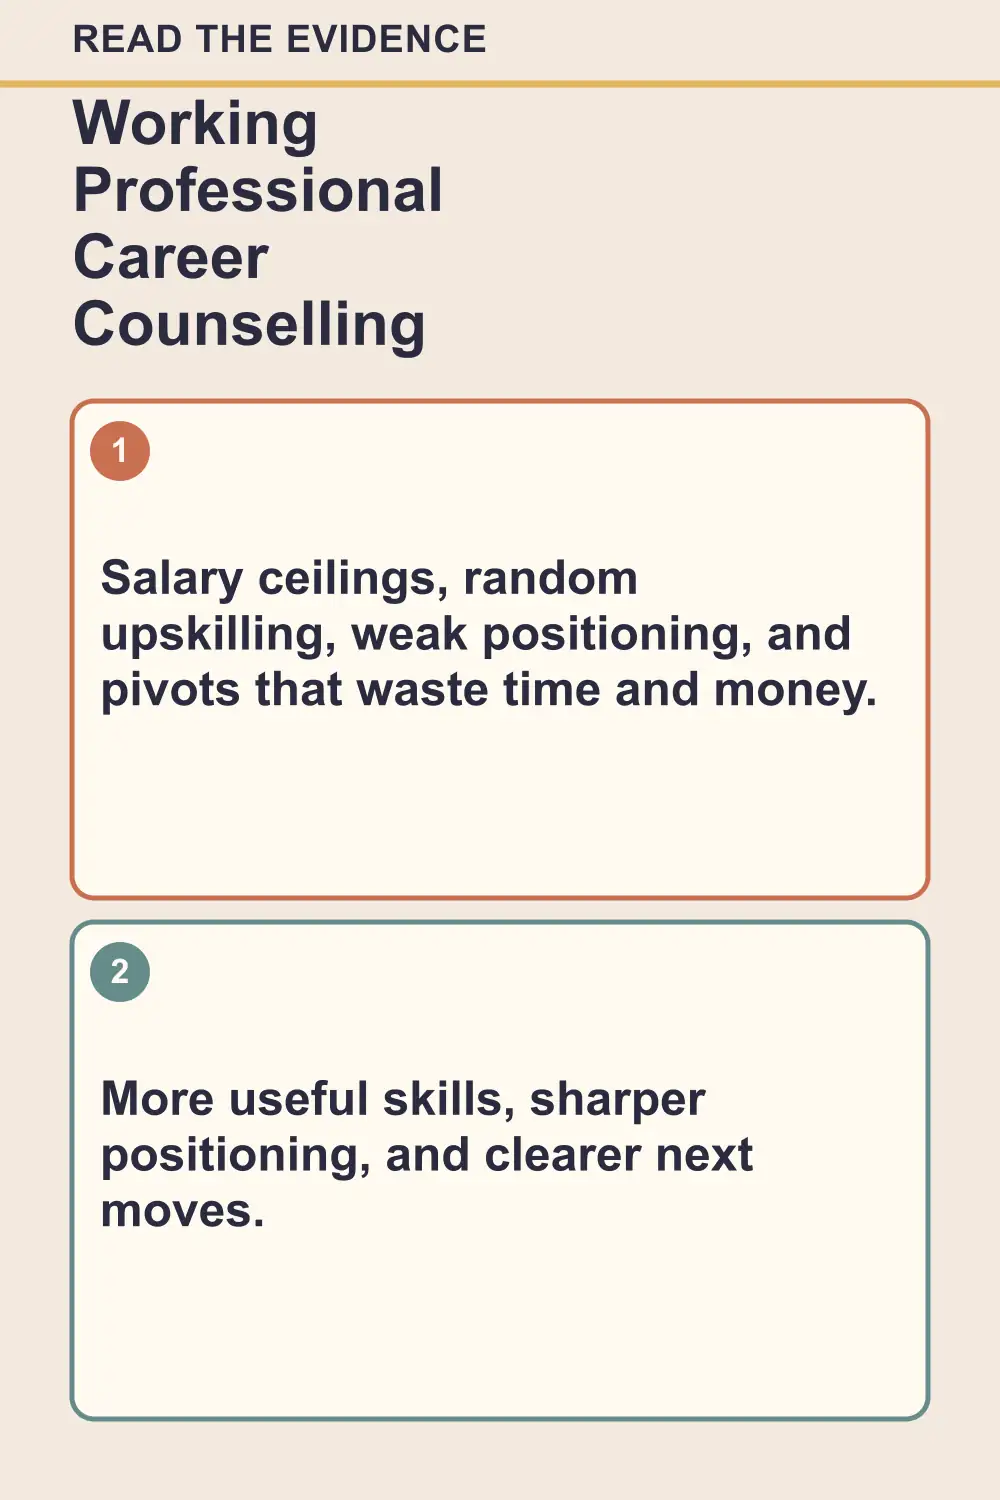 READ THE EVIDENCE
Working
Professional
Career
Counselling
1
Salary ceilings, random
upskilling, weak positioning, and
pivots that waste time and money.
2
More useful skills, sharper
positioning, and clearer next
moves.